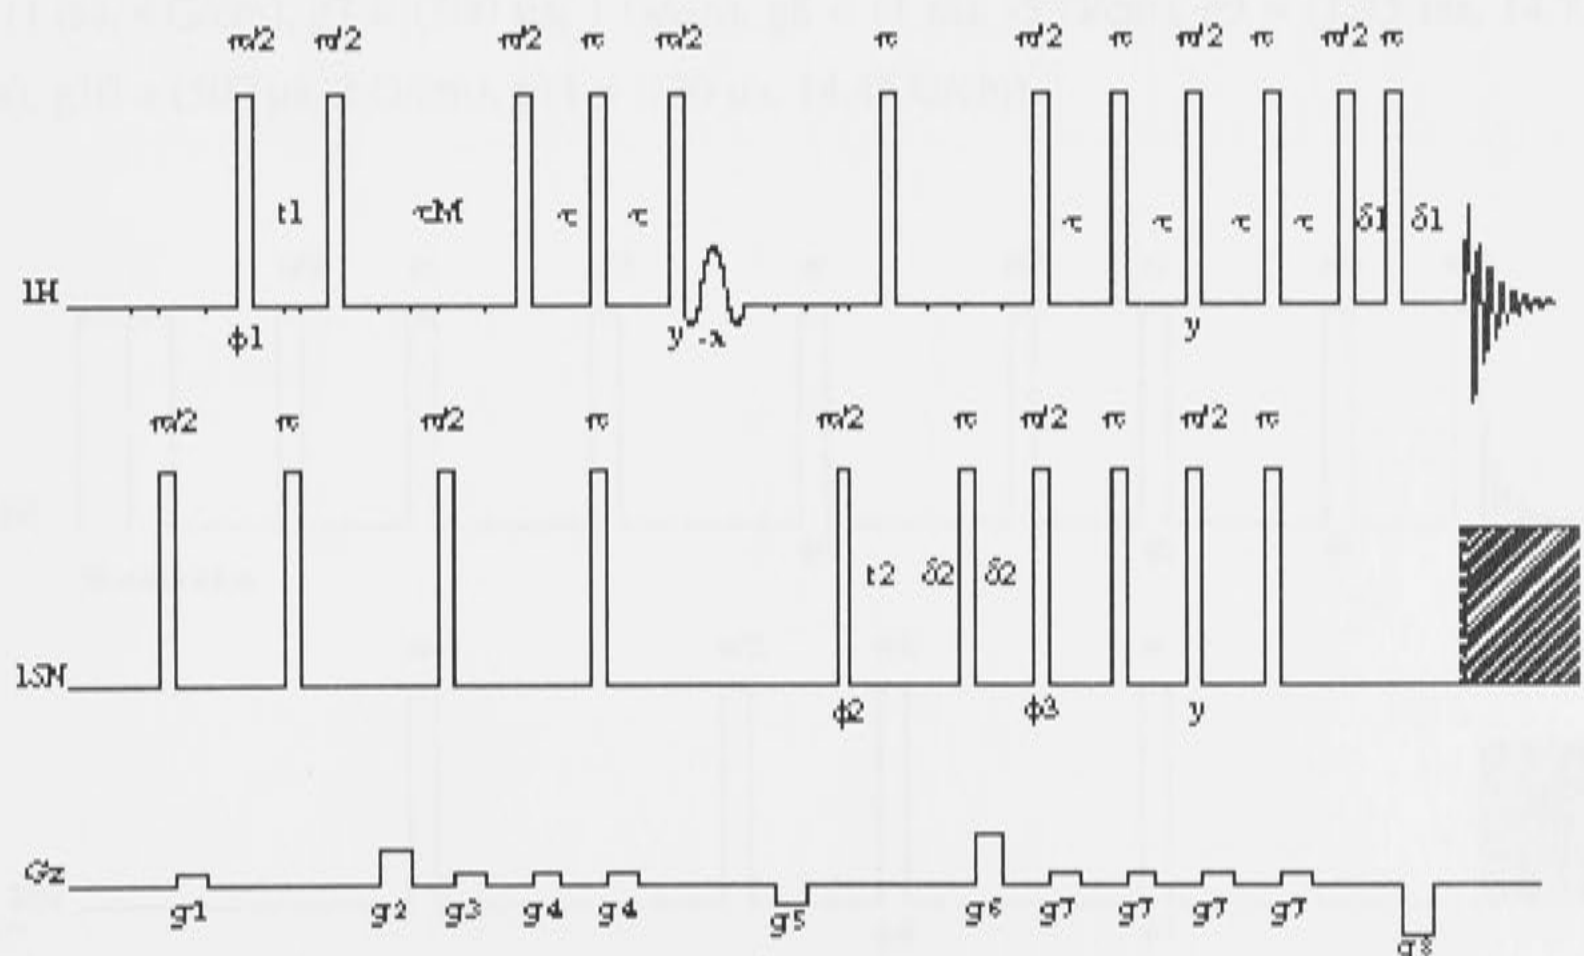 π/2 π/2 π/2 π π/2 π π/2 π π/2 π π/2 π
t1 τM τ τ τ τ τ τ δ1 δ1
1H
ϕ1 y -x y
π/2 π π/2 π π/2 π π/2 π π/2 π
t2 δ2 δ2
15N
ϕ2 ϕ3 y
Gz
g1 g2 g3 g4 g4 g5 g6 g7 g7 g7 g7 g8